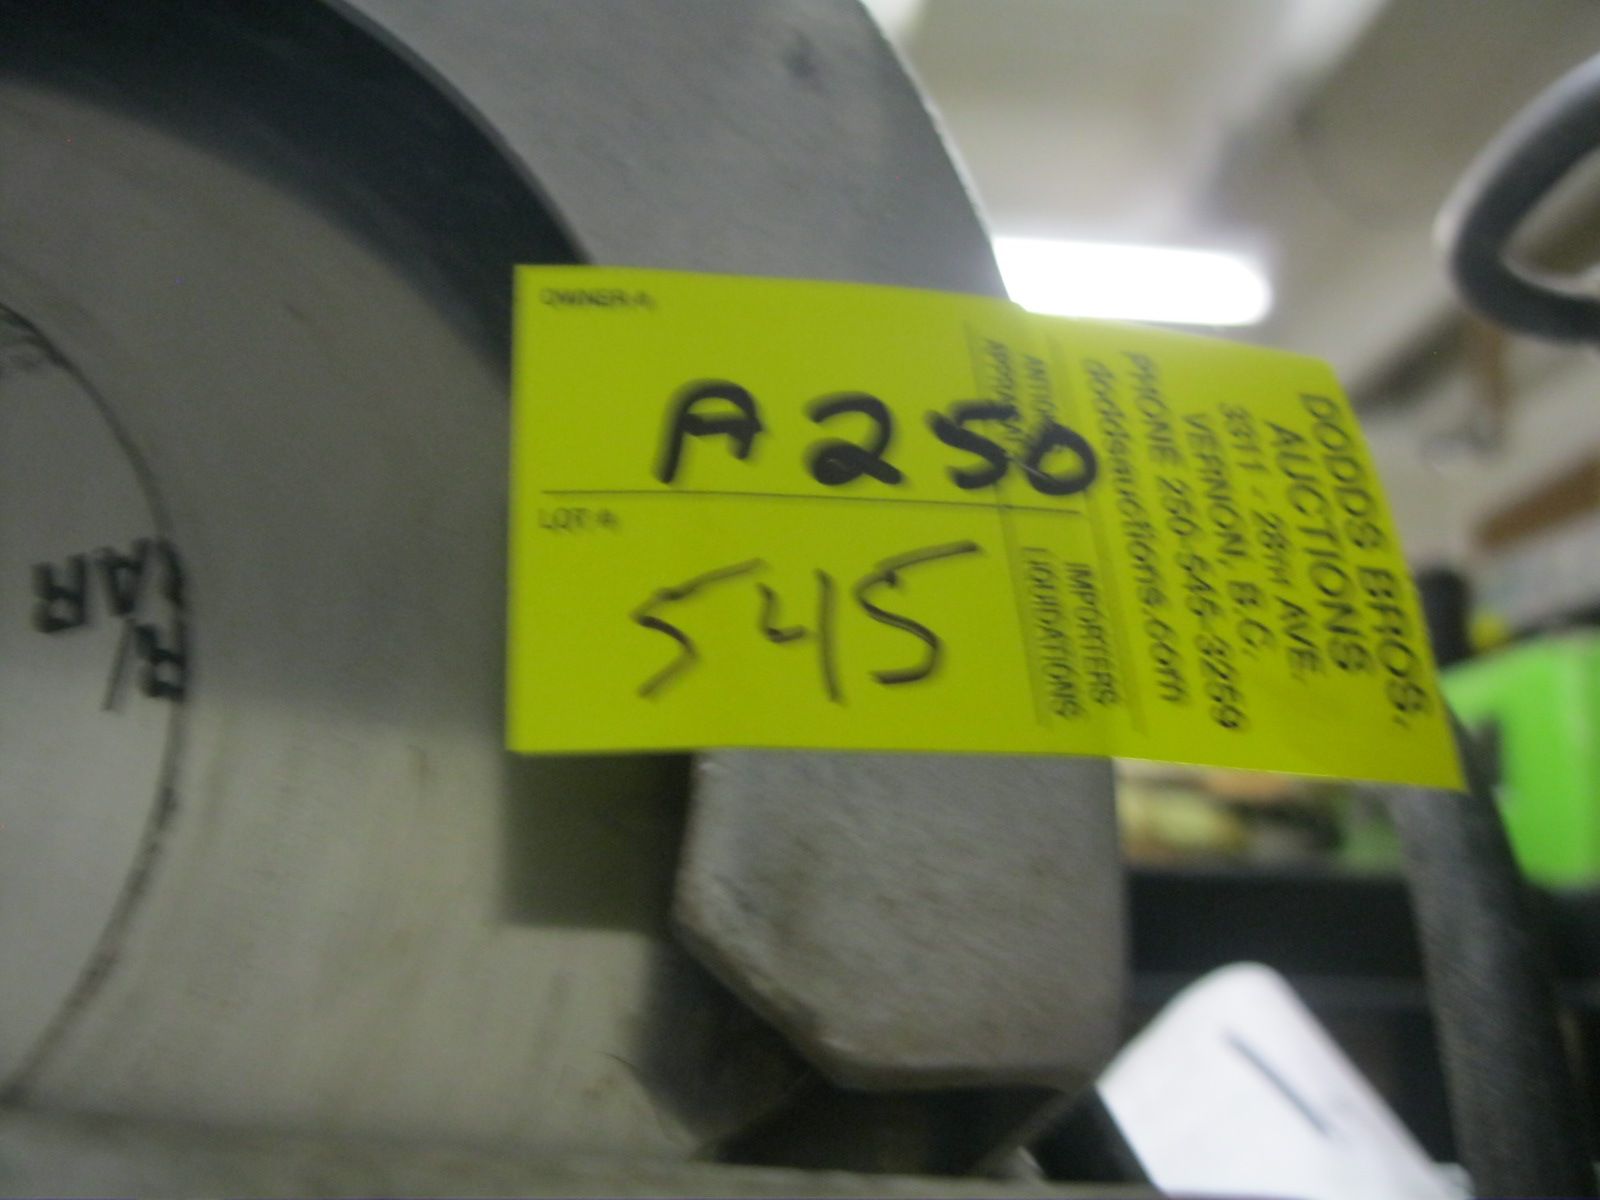 OWNER #:
A250
LOT #:
545
DODDS BROS.
AUCTIONS
3311 - 28TH AVE.
VERNON, B.C.
PHONE 250-545-3259
doddsauctions.com
IMPORTERS
LIQUIDATIONS